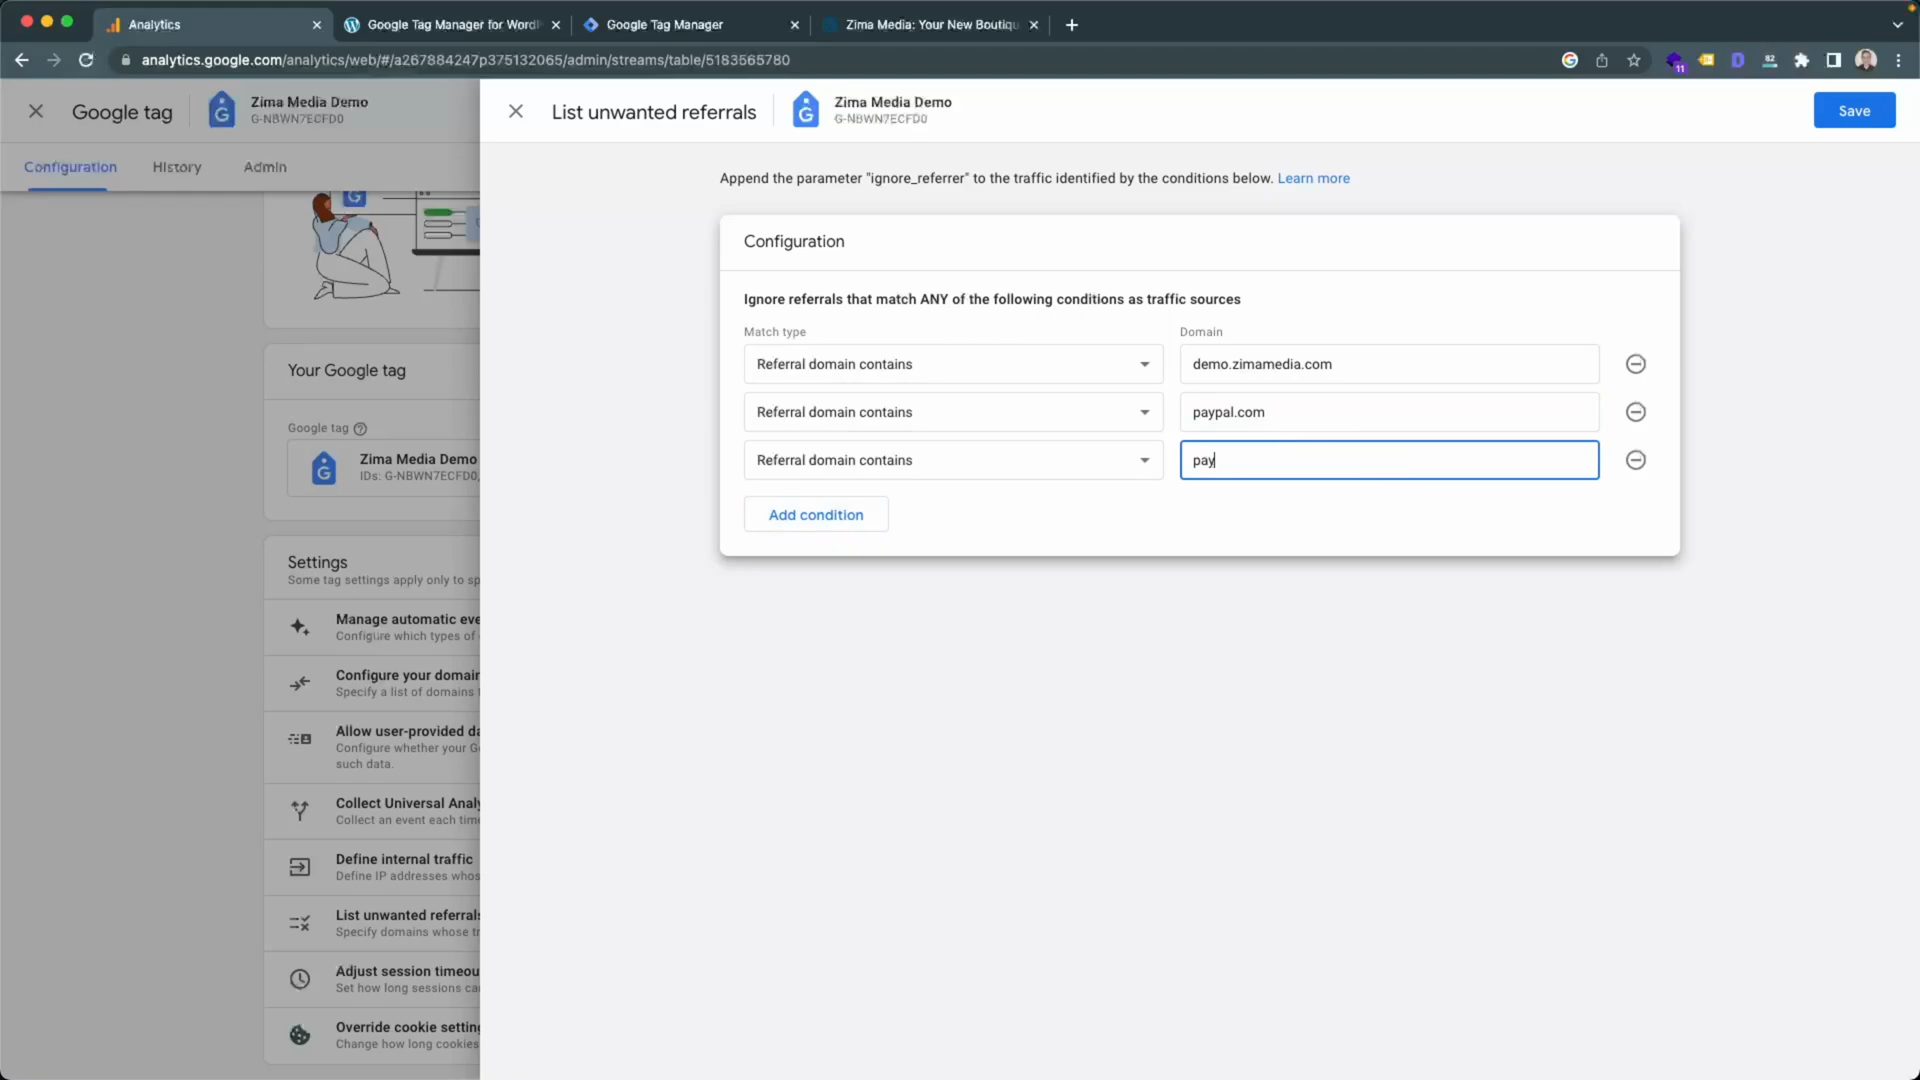 Analytics
Google Tag Manager for Word
Google Tag Manager
Zima Media: Your New Boutiqu
analytics.google.com/analytics/web/#/a267884247p375132065/admin/streams/table/5183565780
11
Google tag
Zima Media Demo
G-NBWN7ECFD0
List unwanted referrals
Zima Media Demo
G-NBWN7ECFD0
Save
Configuration
History
Admin
Append the parameter "ignore_referrer" to the traffic identified by the conditions below. Learn more
Configuration
Ignore referrals that match ANY of the following conditions as traffic sources
Match type
Domain
Referral domain contains
demo.zimamedia.com
Referral domain contains
paypal.com
Referral domain contains
pay
Add condition
Your Google tag
Google tag
Zima Media Demo
IDs: G-NBWN7ECFD0,
Settings
Some tag settings apply only to sp
Manage automatic eve
Configure which types of
Configure your domain
Specify a list of domains
Allow user-provided da
Configure whether your G
such data.
Collect Universal Analy
Collect an event each time
Define internal traffic
Define IP addresses whos
List unwanted referrals
Specify domains whose tr
Adjust session timeou
Set how long sessions ca
Override cookie setting
Change how long cookies